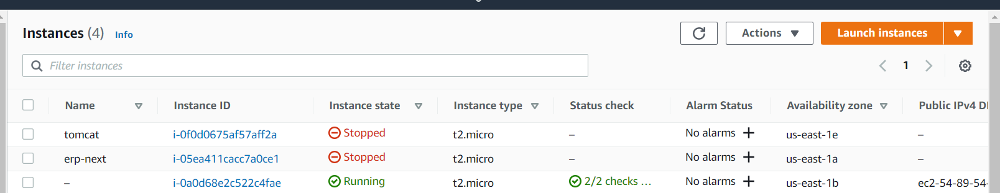 Instances (4) Info
Actions Launch instances
Filter instances
1
Name Instance ID Instance state Instance type Status check Alarm Status Availability zone Public IPv4 D
tomcat i-0f0d0675af57aff2a Stopped t2.micro – No alarms + us-east-1e –
erp-next i-05ea411cacc7a0ce1 Stopped t2.micro – No alarms + us-east-1a –
– i-0a0d68e2c522c4fae Running t2.micro 2/2 checks ... No alarms + us-east-1b ec2-54-89-54-